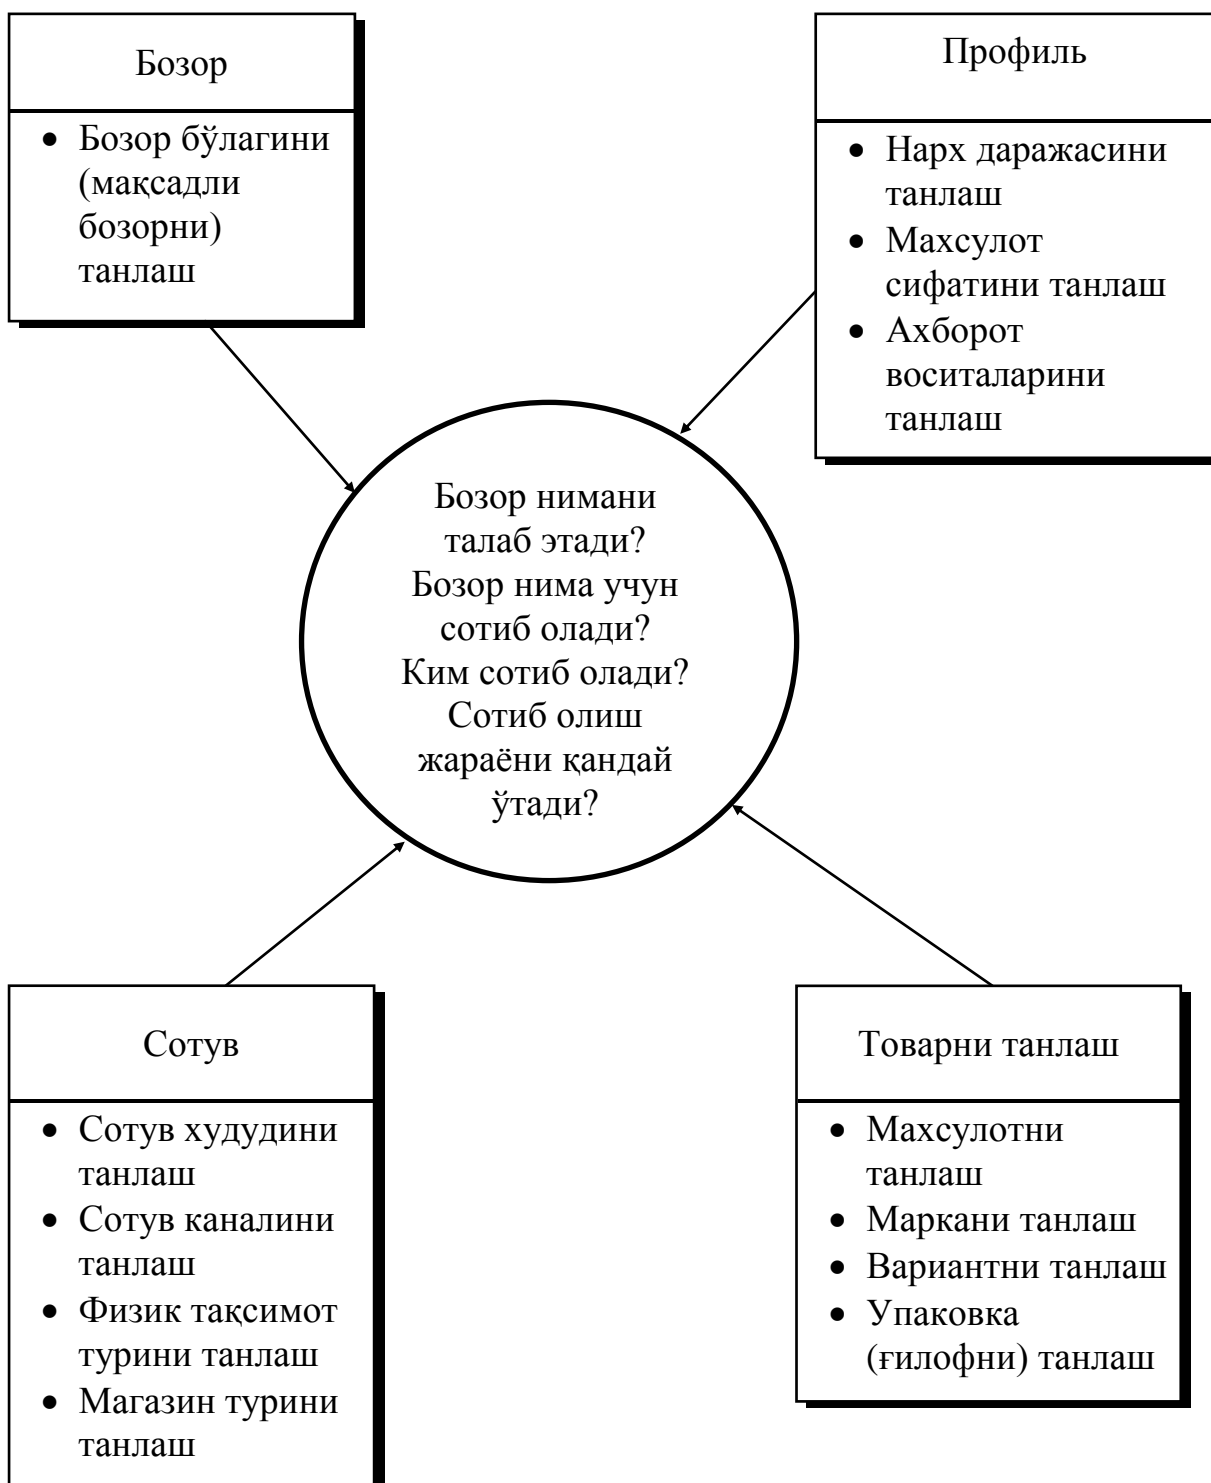 Бозор
• Бозор бўлагини
(мақсадли
бозорни)
танлаш
Профиль
• Нарх даражасини
танлаш
• Махсулот
сифатини танлаш
• Ахборот
воситаларини
танлаш
Бозор нимани
талаб этади?
Бозор нима учун
сотиб олади?
Ким сотиб олади?
Сотиб олиш
жараёни қандай
ўтади?
Сотув
• Сотув худудини
танлаш
• Сотув каналини
танлаш
• Физик тақсимот
турини танлаш
• Магазин турини
танлаш
Товарни танлаш
• Махсулотни
танлаш
• Маркани танлаш
• Вариантни танлаш
• Упаковка
(ғилофни) танлаш